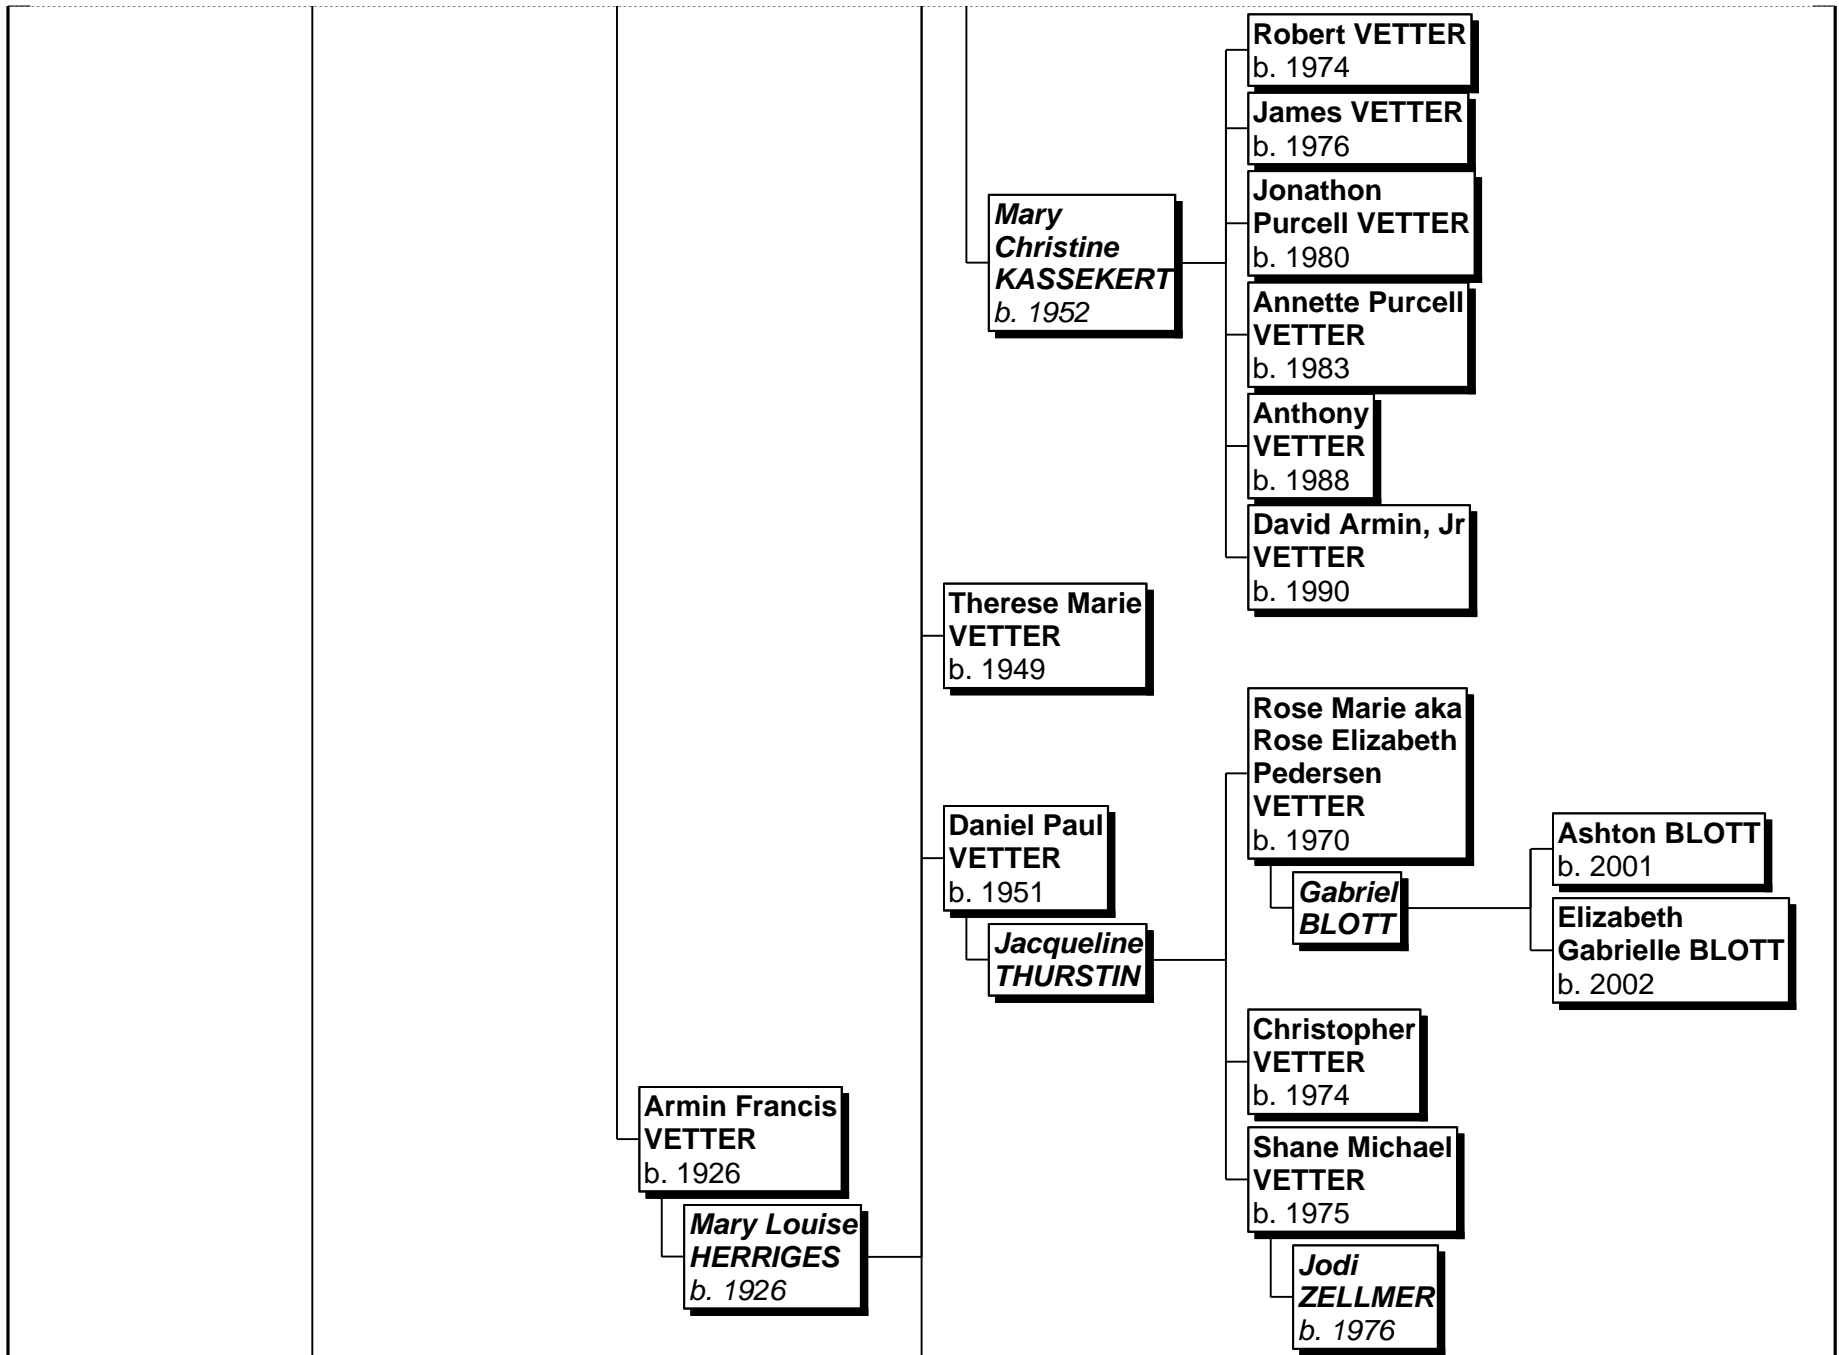 Robert VETTER
b. 1974
James VETTER
b. 1976
Jonathon
Purcell VETTER
b. 1980
Mary
Christine
KASSEKERT
b. 1952
Annette Purcell
VETTER
b. 1983
Anthony
VETTER
b. 1988
David Armin, Jr
VETTER
b. 1990
Therese Marie
VETTER
b. 1949
Rose Marie aka
Rose Elizabeth
Pedersen
VETTER
b. 1970
Daniel Paul
VETTER
b. 1951
Ashton BLOTT
b. 2001
Gabriel
BLOTT
Elizabeth
Gabrielle BLOTT
b. 2002
Jacqueline
THURSTIN
Christopher
VETTER
b. 1974
Armin Francis
VETTER
b. 1926
Shane Michael
VETTER
b. 1975
Mary Louise
HERRIGES
b. 1926
Jodi
ZELLMER
b. 1976